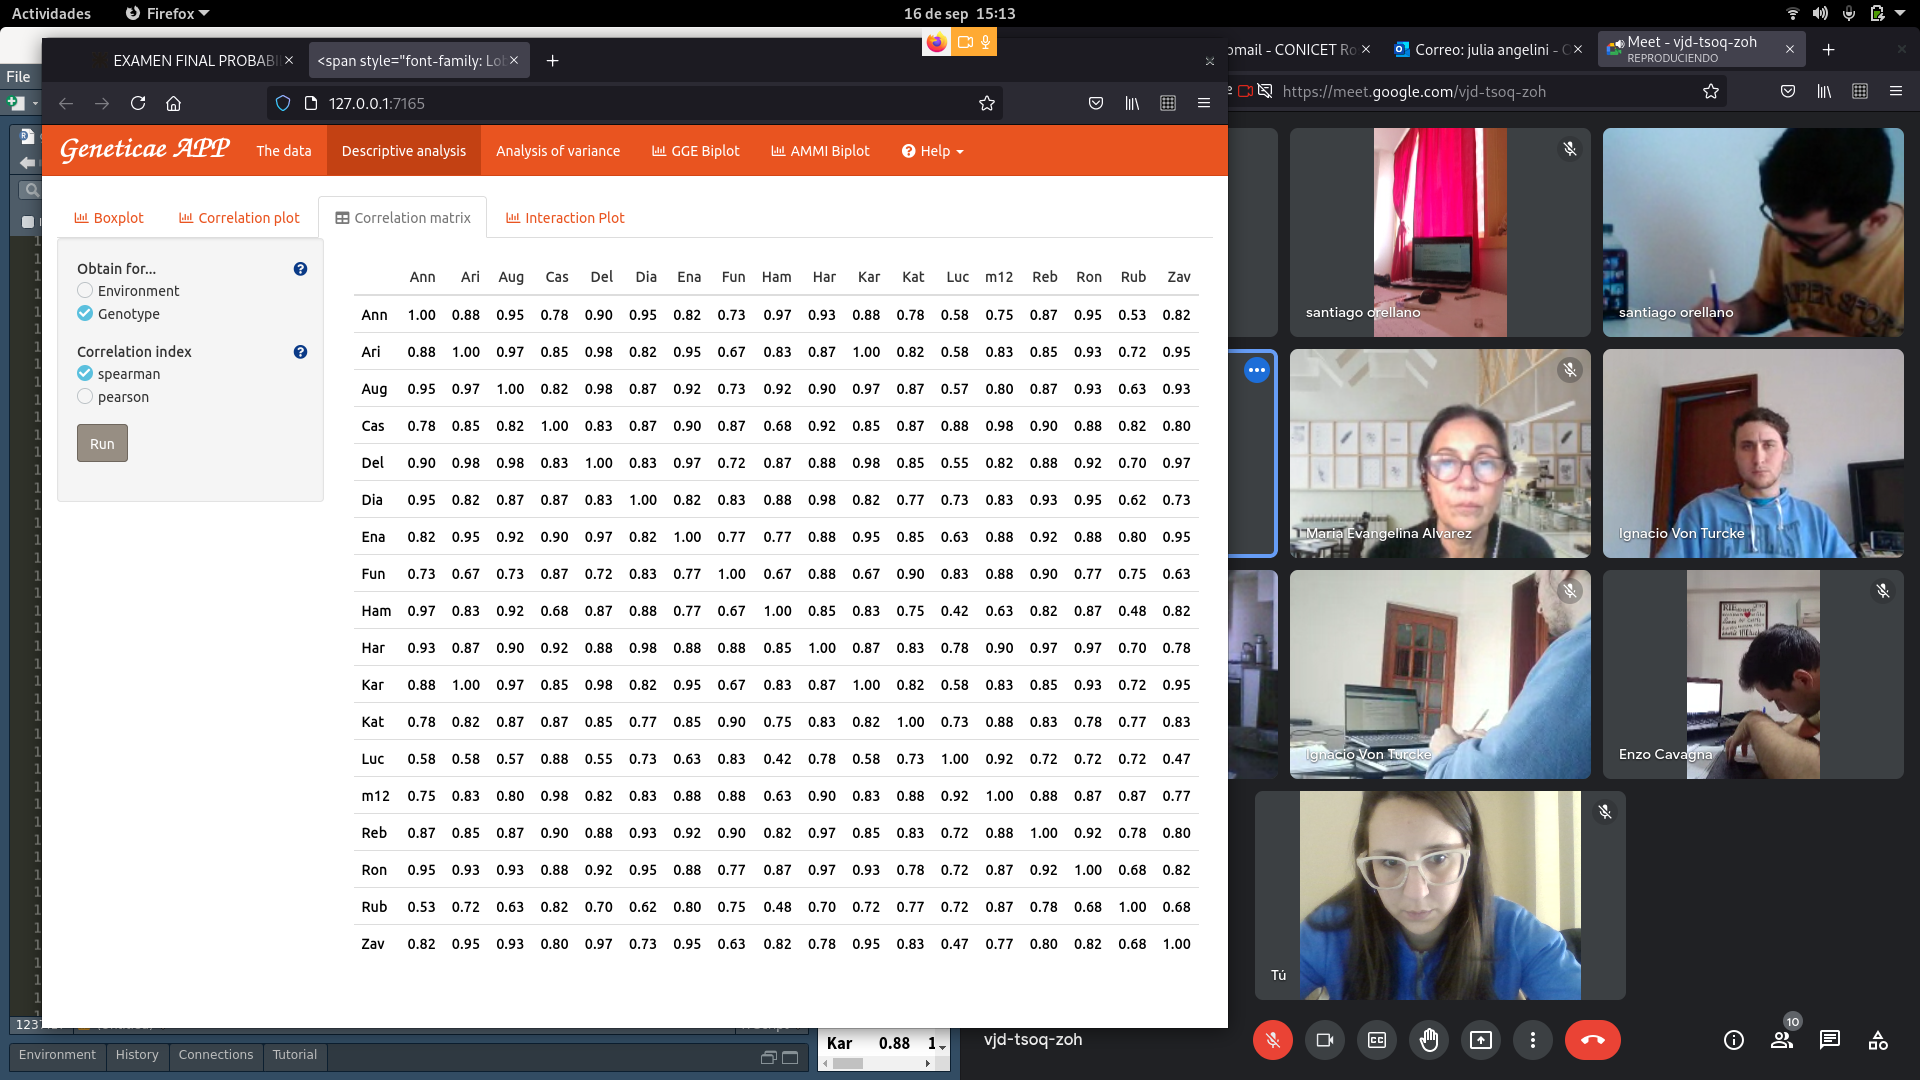 Actividades Firefox 16 de sep 15:13
EXAMEN FINAL PROBABI <span style="font-family: Lo
File
127.0.0.1:7165
Geneticae APP The data Descriptive analysis Analysis of variance GGE Biplot AMMI Biplot Help
Boxplot Correlation plot Correlation matrix Interaction Plot
Obtain for...
Environment
Genotype
Correlation index
spearman
pearson
Run
Ann Ari Aug Cas Del Dia Ena Fun Ham Har Kar Kat Luc m12 Reb Ron Rub Zav
Ann 1.00 0.88 0.95 0.78 0.90 0.95 0.82 0.73 0.97 0.93 0.88 0.78 0.58 0.75 0.87 0.95 0.53 0.82
Ari 0.88 1.00 0.97 0.85 0.98 0.82 0.95 0.67 0.83 0.87 1.00 0.82 0.58 0.83 0.85 0.93 0.72 0.95
Aug 0.95 0.97 1.00 0.82 0.98 0.87 0.92 0.73 0.92 0.90 0.97 0.87 0.57 0.80 0.87 0.93 0.63 0.93
Cas 0.78 0.85 0.82 1.00 0.83 0.87 0.90 0.87 0.68 0.92 0.85 0.87 0.88 0.98 0.90 0.88 0.82 0.80
Del 0.90 0.98 0.98 0.83 1.00 0.83 0.97 0.72 0.87 0.88 0.98 0.85 0.55 0.82 0.88 0.92 0.70 0.97
Dia 0.95 0.82 0.87 0.87 0.83 1.00 0.82 0.83 0.88 0.98 0.82 0.77 0.73 0.83 0.93 0.95 0.62 0.73
Ena 0.82 0.95 0.92 0.90 0.97 0.82 1.00 0.77 0.77 0.88 0.95 0.85 0.63 0.88 0.92 0.88 0.80 0.95
Fun 0.73 0.67 0.73 0.87 0.72 0.83 0.77 1.00 0.67 0.88 0.67 0.90 0.83 0.88 0.90 0.77 0.75 0.63
Ham 0.97 0.83 0.92 0.68 0.87 0.88 0.77 0.67 1.00 0.85 0.83 0.75 0.42 0.63 0.82 0.87 0.48 0.82
Har 0.93 0.87 0.90 0.92 0.88 0.98 0.88 0.88 0.85 1.00 0.87 0.83 0.78 0.90 0.97 0.97 0.70 0.78
Kar 0.88 1.00 0.97 0.85 0.98 0.82 0.95 0.67 0.83 0.87 1.00 0.82 0.58 0.83 0.85 0.93 0.72 0.95
Kat 0.78 0.82 0.87 0.87 0.85 0.77 0.85 0.90 0.75 0.83 0.82 1.00 0.73 0.88 0.83 0.78 0.77 0.83
Luc 0.58 0.58 0.57 0.88 0.55 0.73 0.63 0.83 0.42 0.78 0.58 0.73 1.00 0.92 0.72 0.72 0.72 0.47
m12 0.75 0.83 0.80 0.98 0.82 0.83 0.88 0.88 0.63 0.90 0.83 0.88 0.92 1.00 0.88 0.87 0.87 0.77
Reb 0.87 0.85 0.87 0.90 0.88 0.93 0.92 0.90 0.82 0.97 0.85 0.83 0.72 0.88 1.00 0.92 0.78 0.80
Ron 0.95 0.93 0.93 0.88 0.92 0.95 0.88 0.77 0.87 0.97 0.93 0.78 0.72 0.87 0.92 1.00 0.68 0.82
Rub 0.53 0.72 0.63 0.82 0.70 0.62 0.80 0.75 0.48 0.70 0.72 0.77 0.72 0.87 0.78 0.68 1.00 0.68
Zav 0.82 0.95 0.93 0.80 0.97 0.73 0.95 0.63 0.82 0.78 0.95 0.83 0.47 0.77 0.80 0.82 0.68 1.00
Environment History Connections Tutorial
Kar 0.88 1
mail - CONICET Ro Correo: julia angelini - C Meet - vjd-tsoq-zoh
REPRODUCIENDO
https://meet.google.com/vjd-tsoq-zoh
santiago orellano
santiago orellano
Maria Evangelina Alvarez
Ignacio Von Turcke
Ignacio Von Turcke
Enzo Cavagna
Tú
vjd-tsoq-zoh
10